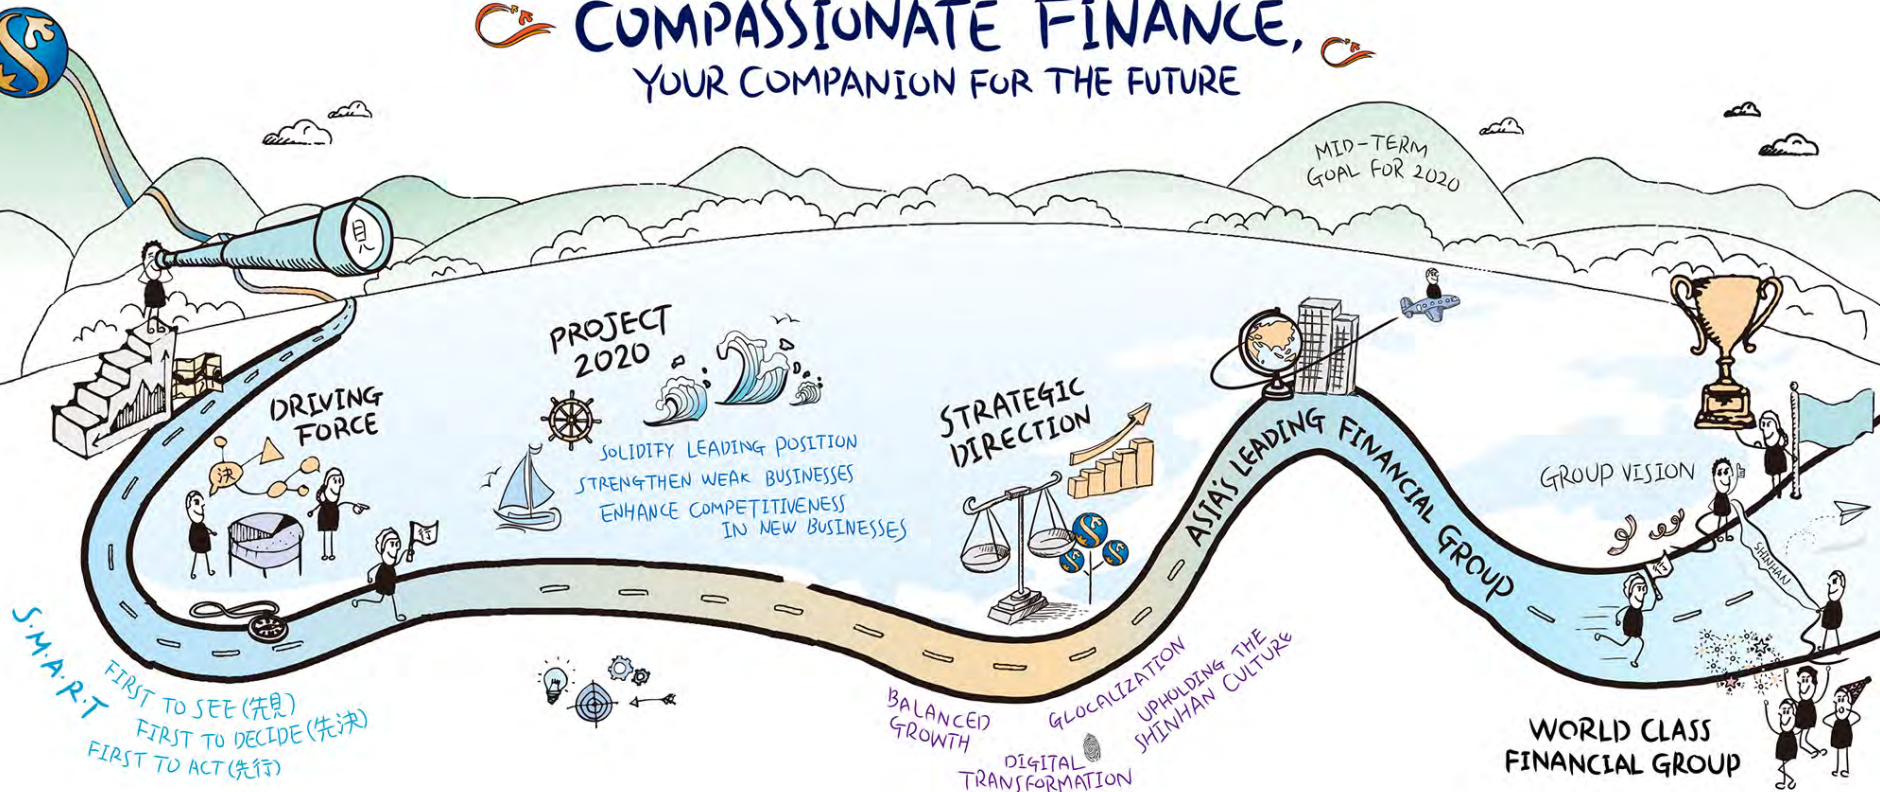 COMPASSIONATE FINANCE,
YOUR COMPANION FOR THE FUTURE
MID-TERM
GOAL FOR 2020
見
PROJECT
2020
SOLIDIFY LEADING POSITION
STRENGTHEN WEAK BUSINESSES
ENHANCE COMPETITIVENESS
IN NEW BUSINESSES
DRIVING
FORCE
決
行
S.M.A.R.T
FIRST TO SEE (先見)
FIRST TO DECIDE (先決)
FIRST TO ACT (先行)
STRATEGIC
DIRECTION
BALANCED
GROWTH
DIGITAL
TRANSFORMATION
GLOCALIZATION
UPHOLDING THE
SHINHAN CULTURE
ASIA'S LEADING FINANCIAL GROUP
GROUP VISION
SHINHAN
WORLD CLASS
FINANCIAL GROUP